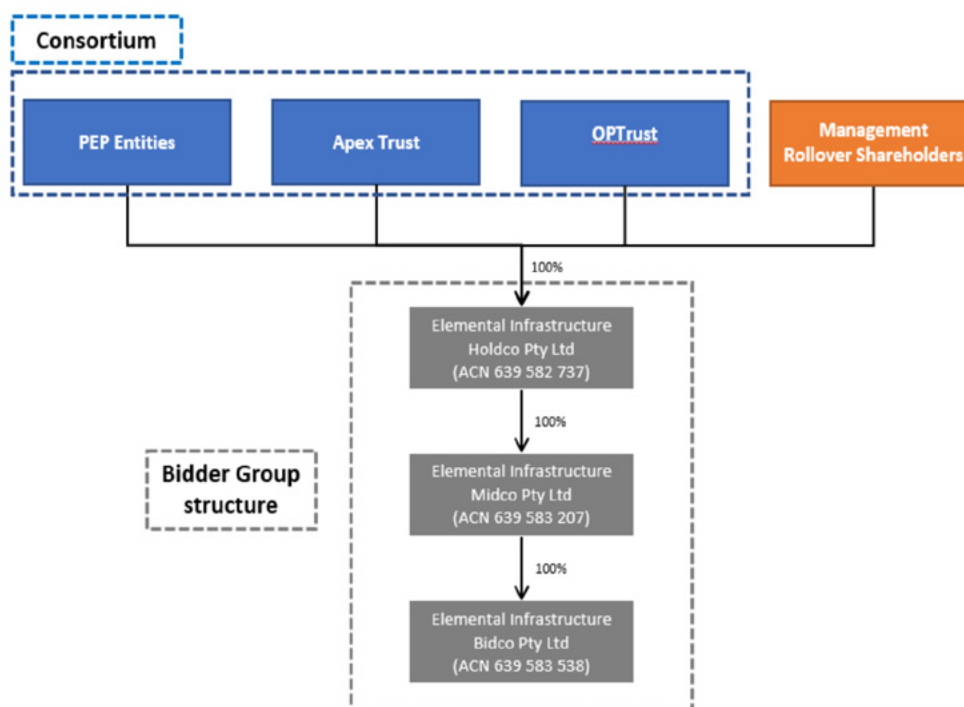 Consortium
PEP Entities
Apex Trust
OPTrust
Management
Rollover Shareholders
100%
Elemental Infrastructure
Holdco Pty Ltd
(ACN 639 582 737)
100%
Elemental Infrastructure
Midco Pty Ltd
(ACN 639 583 207)
Bidder Group
structure
100%
Elemental Infrastructure
Bidco Pty Ltd
(ACN 639 583 538)